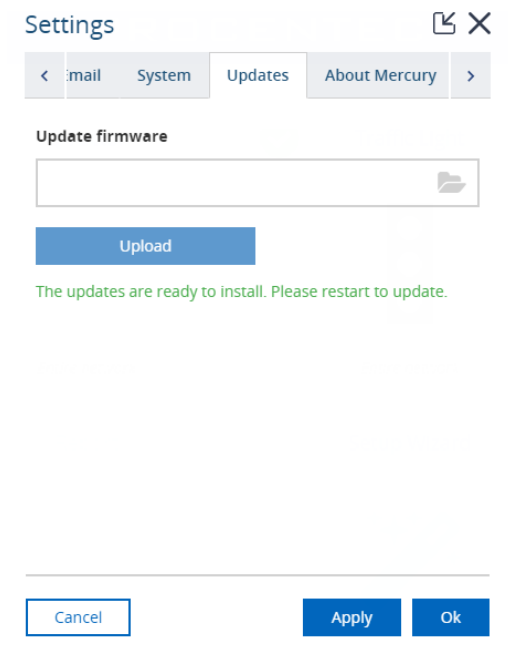 Settings
mail
System
Updates
About Mercury
Update firmware
Upload
The updates are ready to install. Please restart to update.
Cancel
Apply
Ok